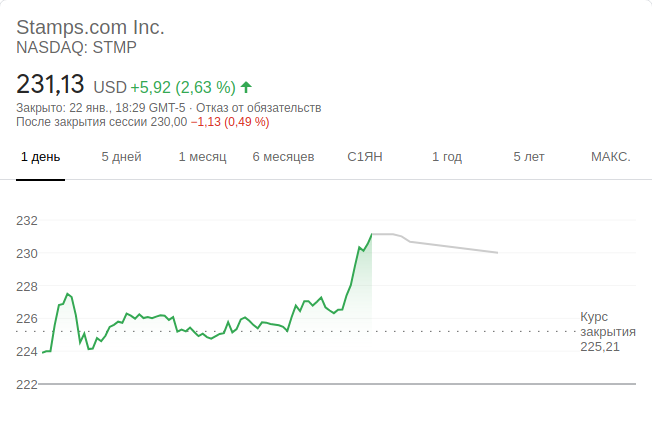 Stamps.com Inc.
NASDAQ: STMP
231,13 USD +5,92 (2,63 %)
Закрыто: 22 янв., 18:29 GMT-5 · Отказ от обязательств
После закрытия сессии 230,00 −1,13 (0,49 %)
1 день 5 дней 1 месяц 6 месяцев С1ЯН 1 год 5 лет МАКС.
232
230
228
226
224
222
Курс
закрытия
225,21